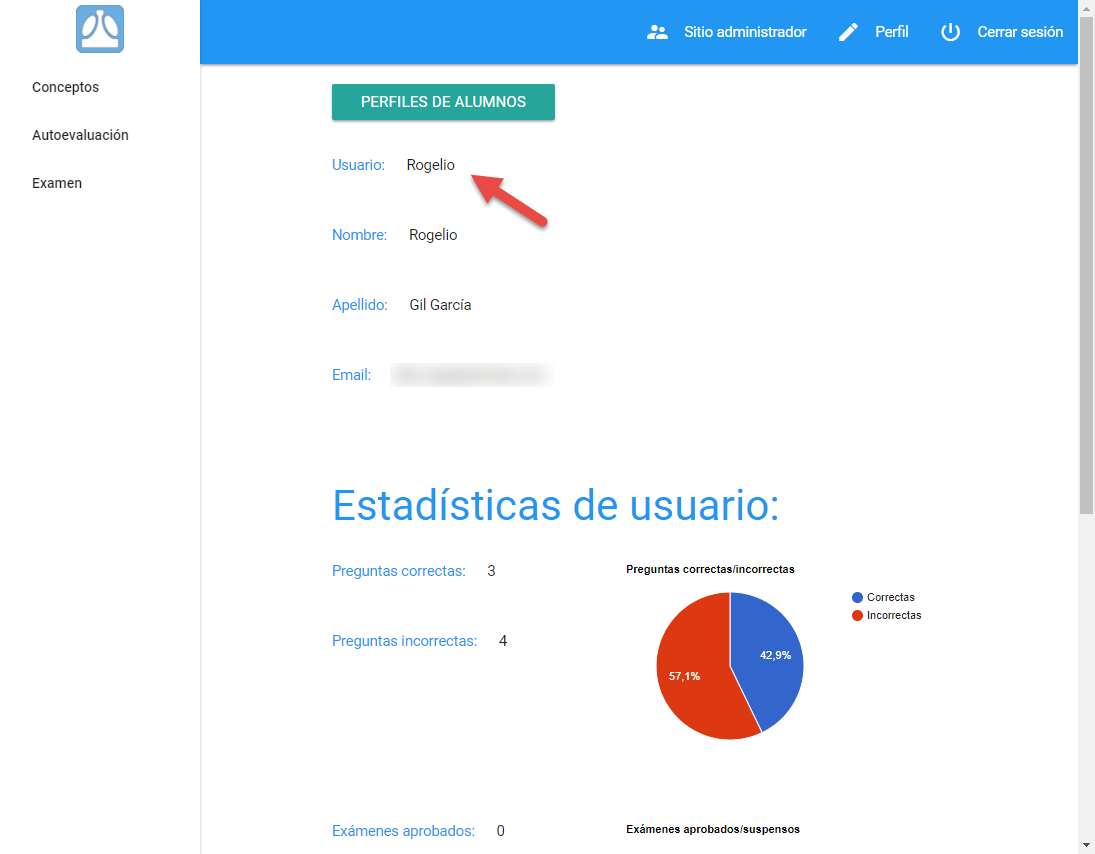 Sitio administrador Perfil Cerrar sesión
Conceptos
Autoevaluación
Examen
PERFILES DE ALUMNOS
Usuario: Rogelio
Nombre: Rogelio
Apellido: Gil García
Email:
Estadísticas de usuario:
Preguntas correctas: 3
Preguntas incorrectas: 4
Preguntas correctas/incorrectas
Correctas
Incorrectas
42,9%
57,1%
Exámenes aprobados: 0
Exámenes aprobados/suspensos